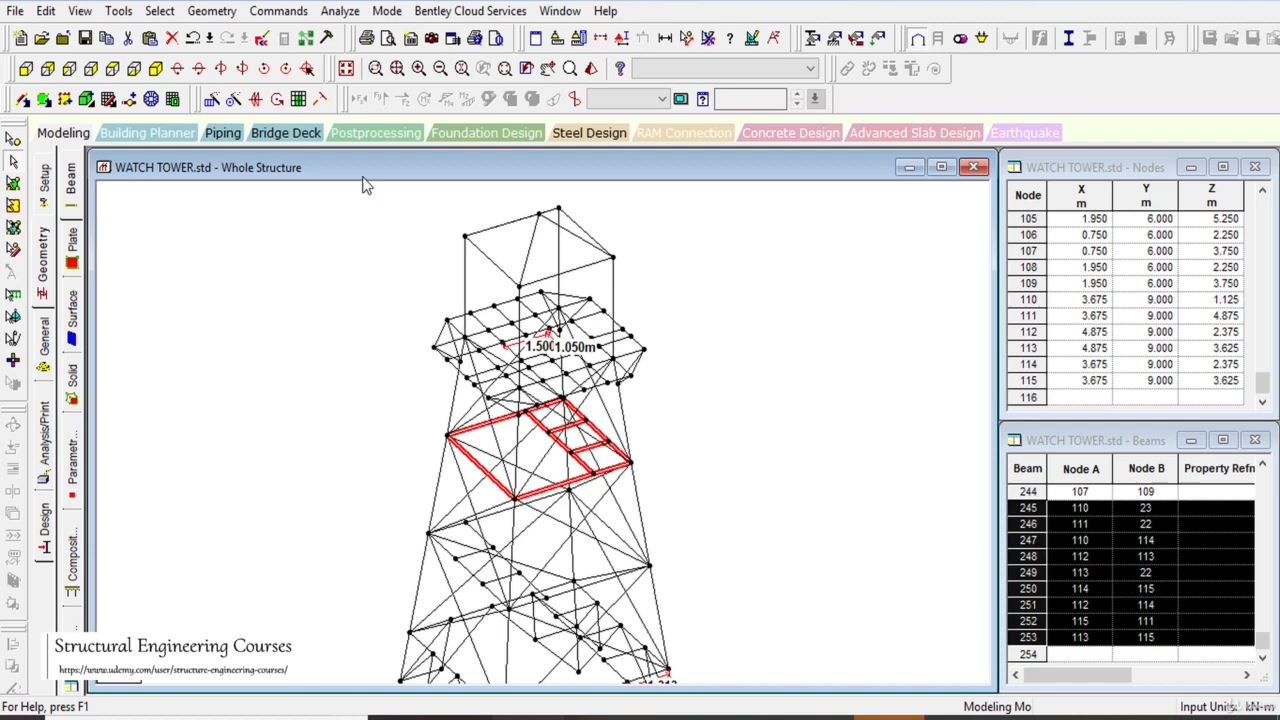 File Edit View Tools Select Geometry Commands Analyze Mode Bentley Cloud Services Window Help
Modeling Building Planner Piping Bridge Deck Postprocessing Foundation Design Steel Design RAM Connection Concrete Design Advanced Slab Design Earthquake
WATCH TOWER.std - Whole Structure
Setup
Geometry
General
Analysis/Print
Design
Beam
Plate
Surface
Solid
Parametr...
Composit...
1.050m
WATCH TOWER.std - Nodes
Node X m Y m Z m
105 1.950 6.000 5.250
106 0.750 6.000 2.250
107 0.750 6.000 3.750
108 1.950 6.000 2.250
109 1.950 6.000 3.750
110 3.675 9.000 1.125
111 3.675 9.000 4.875
112 4.875 9.000 2.375
113 4.875 9.000 3.625
114 3.675 9.000 2.375
115 3.675 9.000 3.625
116
WATCH TOWER.std - Beams
Beam Node A Node B Property Refn
244 107 109
245 110 23
246 111 22
247 110 114
248 112 113
249 113 22
250 114 115
251 112 114
252 115 111
253 113 115
254
Structural Engineering Courses
https://www.udemy.com/user/structure-engineering-courses/
For Help, press F1
Modeling Mo
Input Units: kN-m